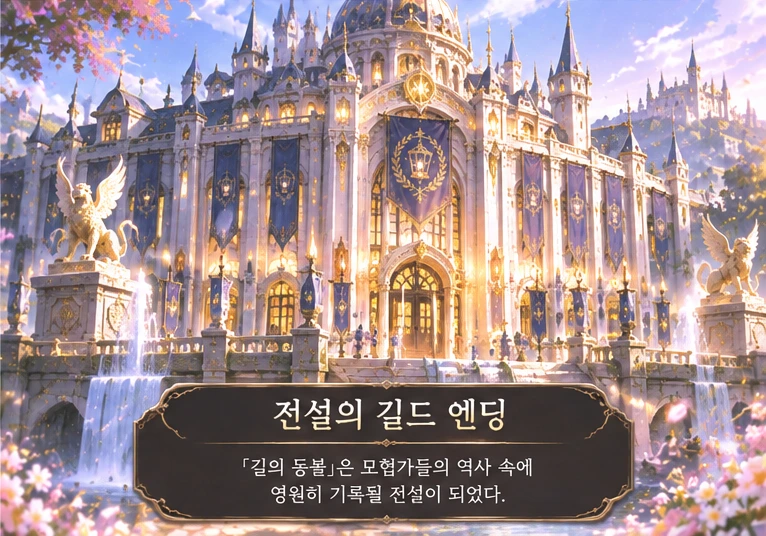 전설의 길드 엔딩
「길의 동볼」은 모협가들의 역사 속에
영원히 기록될 전설이 되었다.